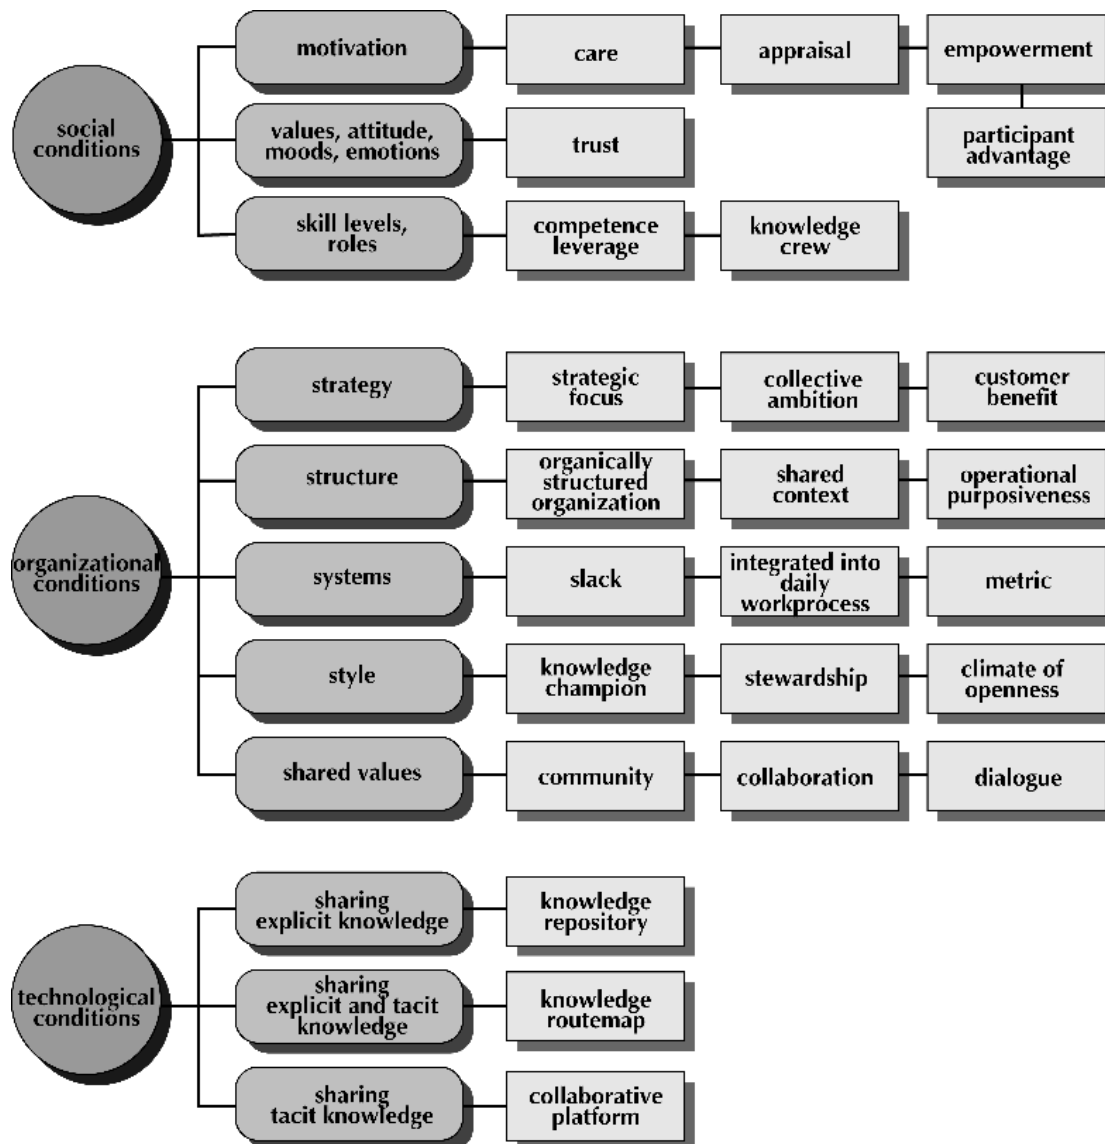 motivation
care
appraisal
empowerment
social
conditions
values, attitude,
moods, emotions
trust
participant
advantage
skill levels,
roles
competence
leverage
knowledge
crew
organizational
conditions
strategy
strategic
focus
collective
ambition
customer
benefit
structure
organically
structured
organization
shared
context
operational
purposiveness
systems
slack
integrated into
daily
workprocess
metric
style
knowledge
champion
stewardship
climate of
openness
shared values
community
collaboration
dialogue
technological
conditions
sharing
explicit knowledge
knowledge
repository
sharing
explicit and tacit
knowledge
knowledge
routemap
sharing
tacit knowledge
collaborative
platform